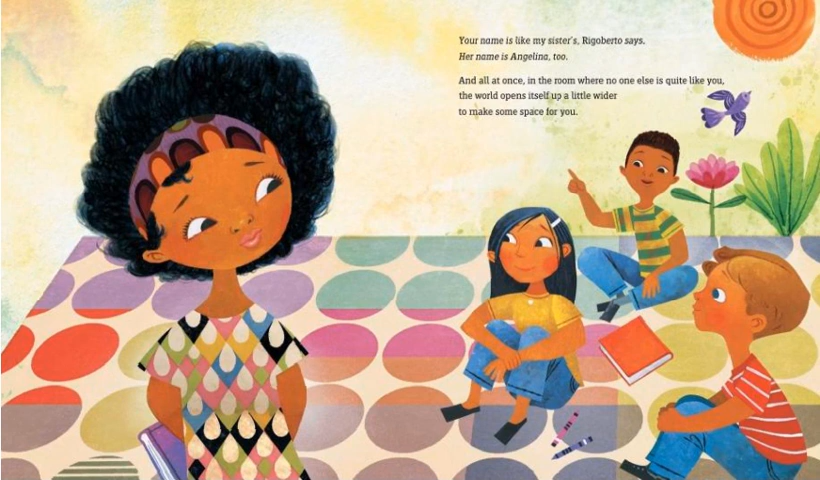 Your name is like my sister's, Rigoberto says.
Her name is Angelina, too.
And all at once, in the room where no one else is quite like you,
the world opens itself up a little wider
to make some space for you.